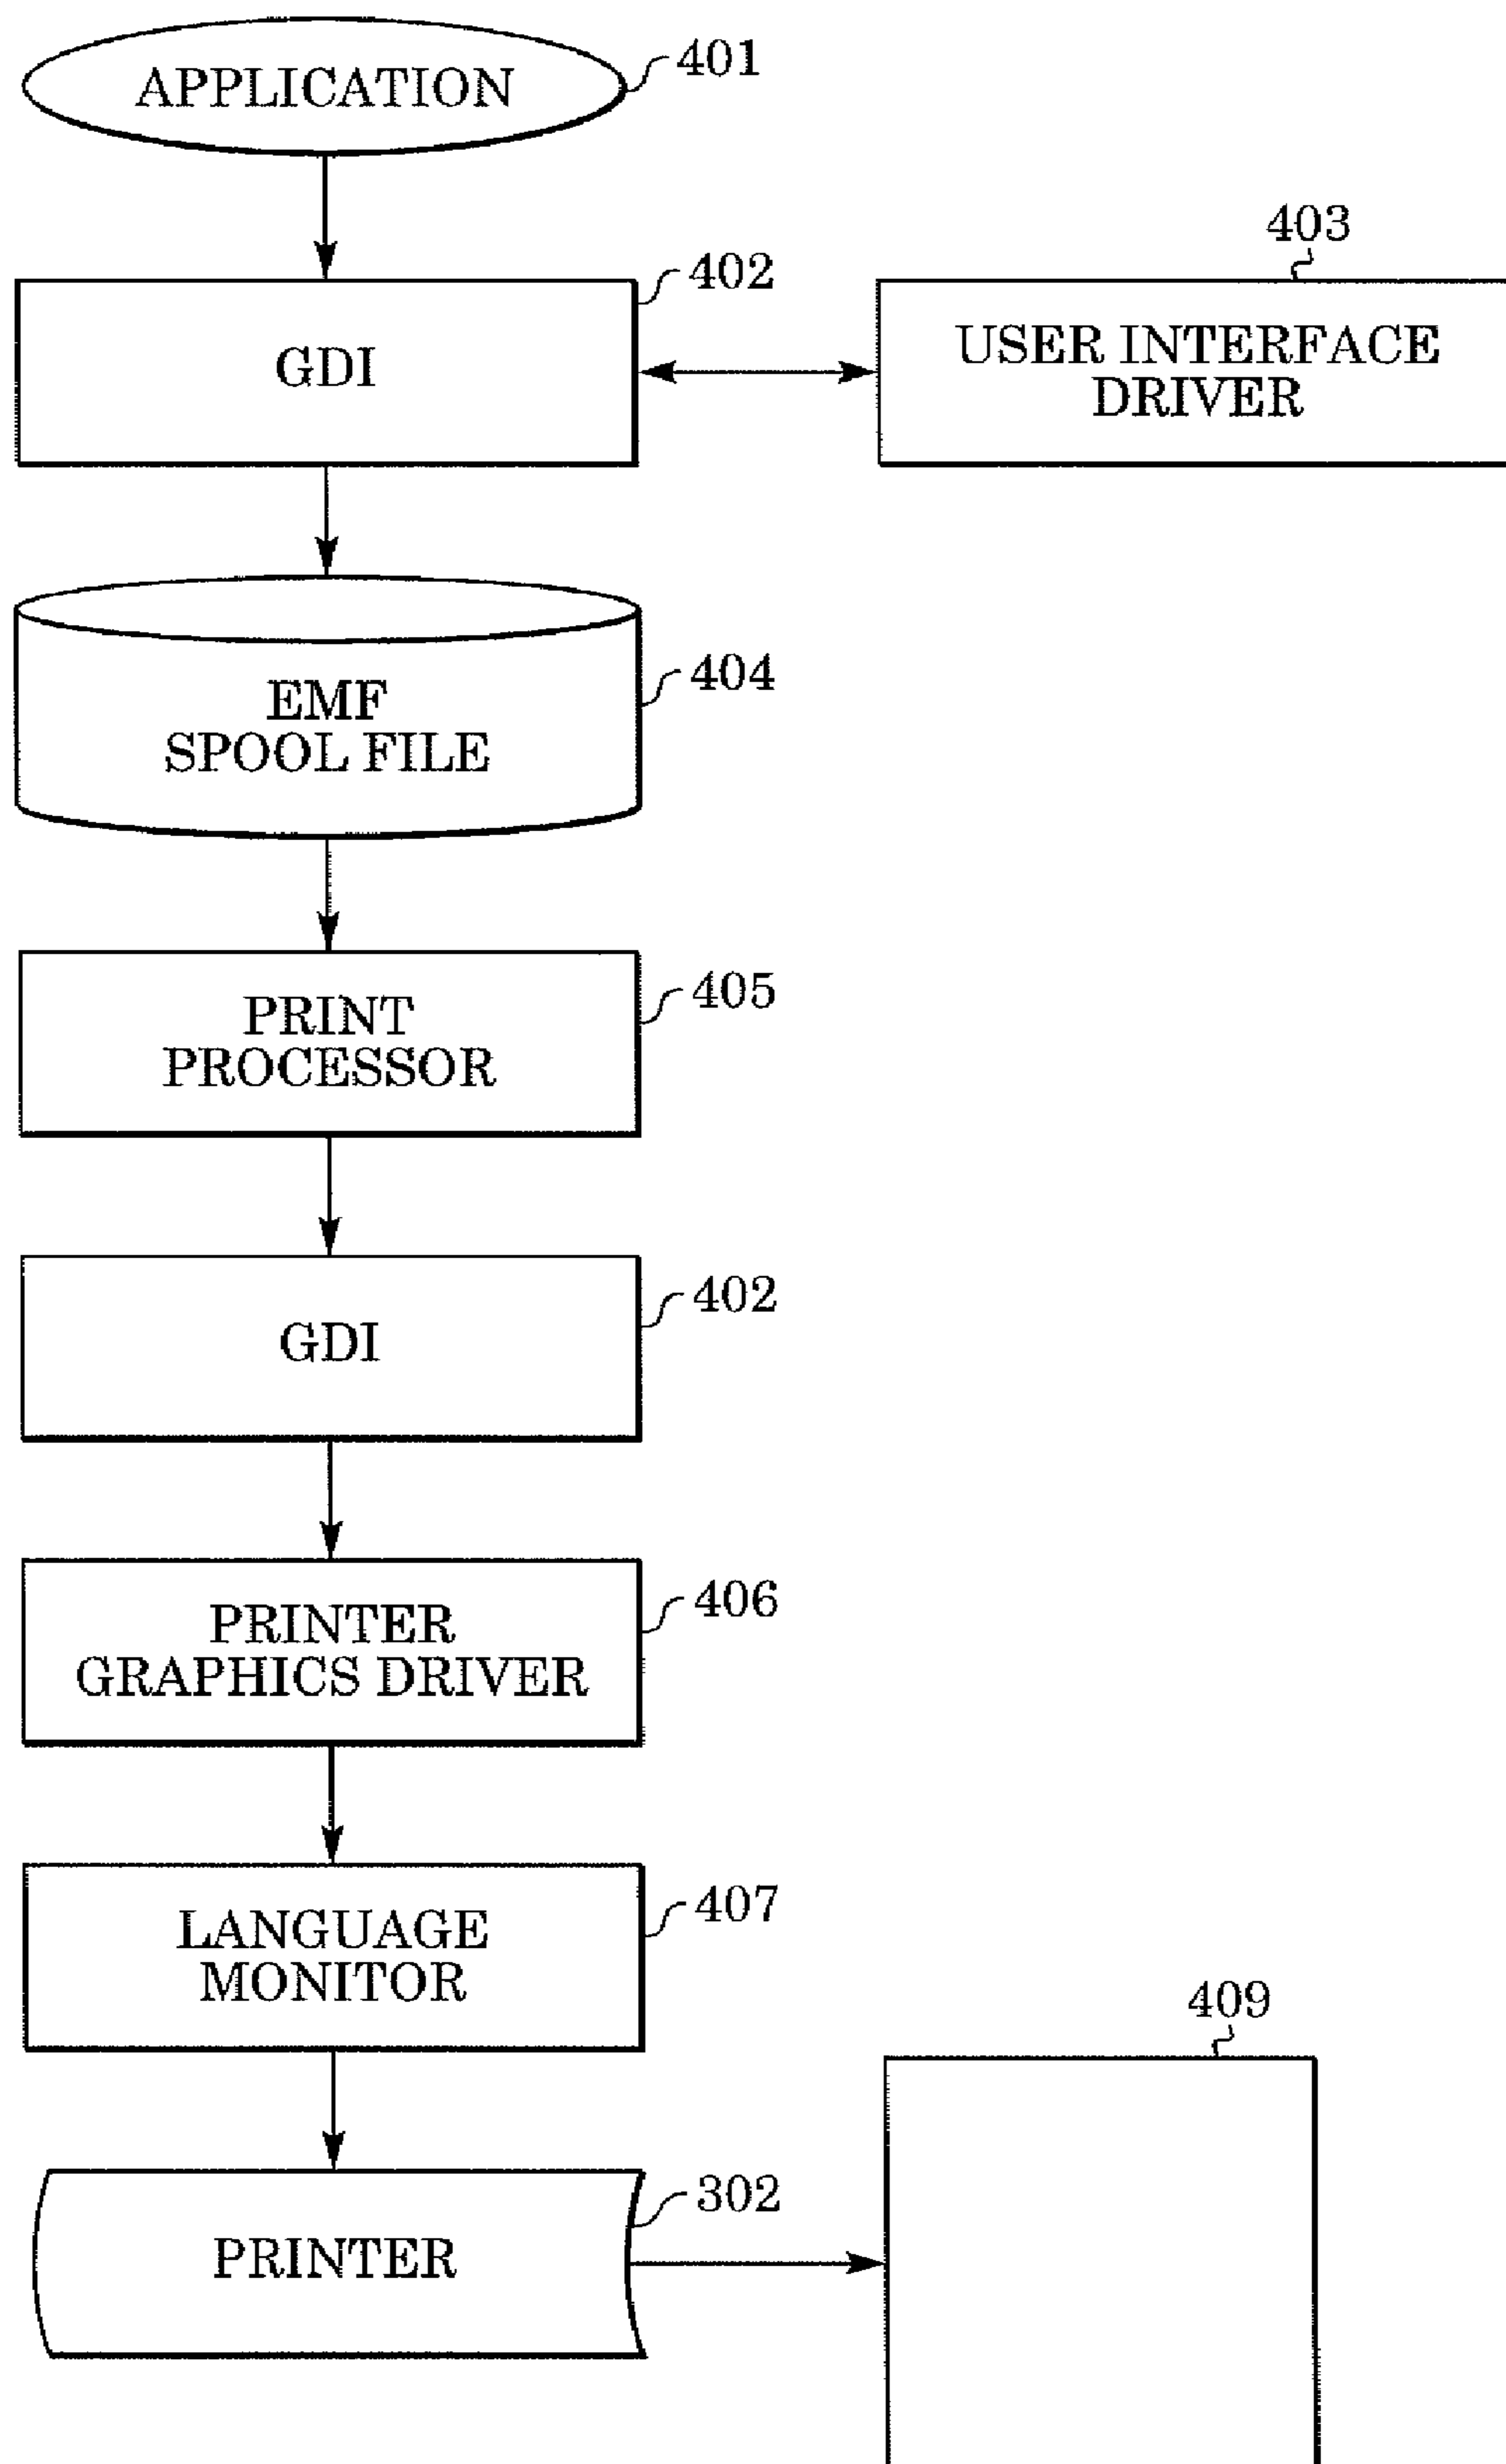 APPLICATION
401
403
402
GDI
USER INTERFACE
DRIVER
404
EMF
SPOOL FILE
405
PRINT
PROCESSOR
402
GDI
406
PRINTER
GRAPHICS DRIVER
407
LANGUAGE
MONITOR
409
302
PRINTER